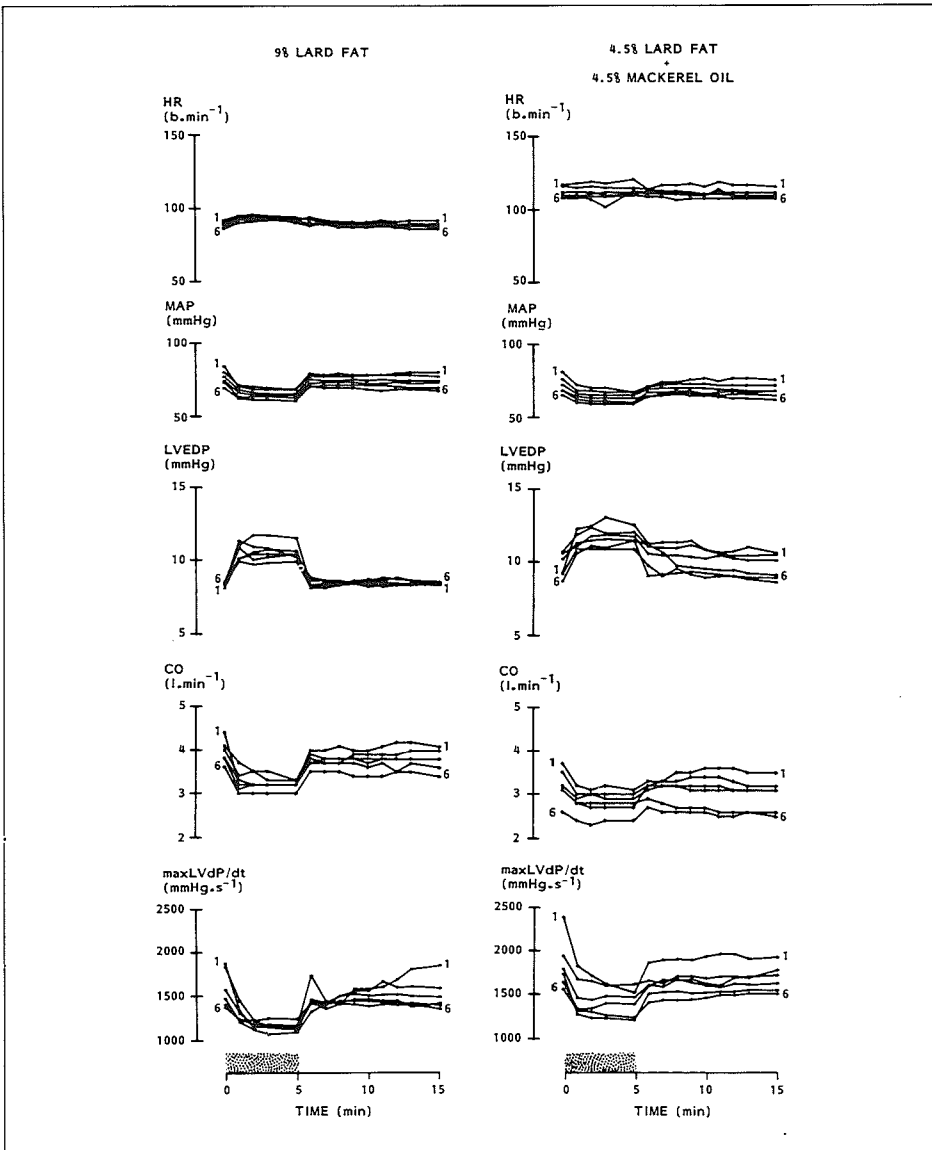 9% LARD FAT
4.5% LARD FAT
+
4.5% MACKEREL OIL
HR
(b.min⁻¹)
150
100
50
1
6
1
6
HR
(b.min⁻¹)
150
100
50
1
6
1
6
MAP
(mmHg)
100
50
1
6
1
6
MAP
(mmHg)
100
50
1
6
1
6
LVEDP
(mmHg)
15
10
5
6
1
6
1
LVEDP
(mmHg)
15
10
5
1
6
1
6
CO
(l.min⁻¹)
5
4
3
2
1
6
1
6
CO
(l.min⁻¹)
5
4
3
2
1
6
1
6
maxLVdP/dt
(mmHg.s⁻¹)
2500
2000
1500
1000
1
6
1
6
maxLVdP/dt
(mmHg.s⁻¹)
2500
2000
1500
1000
1
6
1
6
0 5 10 15
TIME (min)
0 5 10 15
TIME (min)